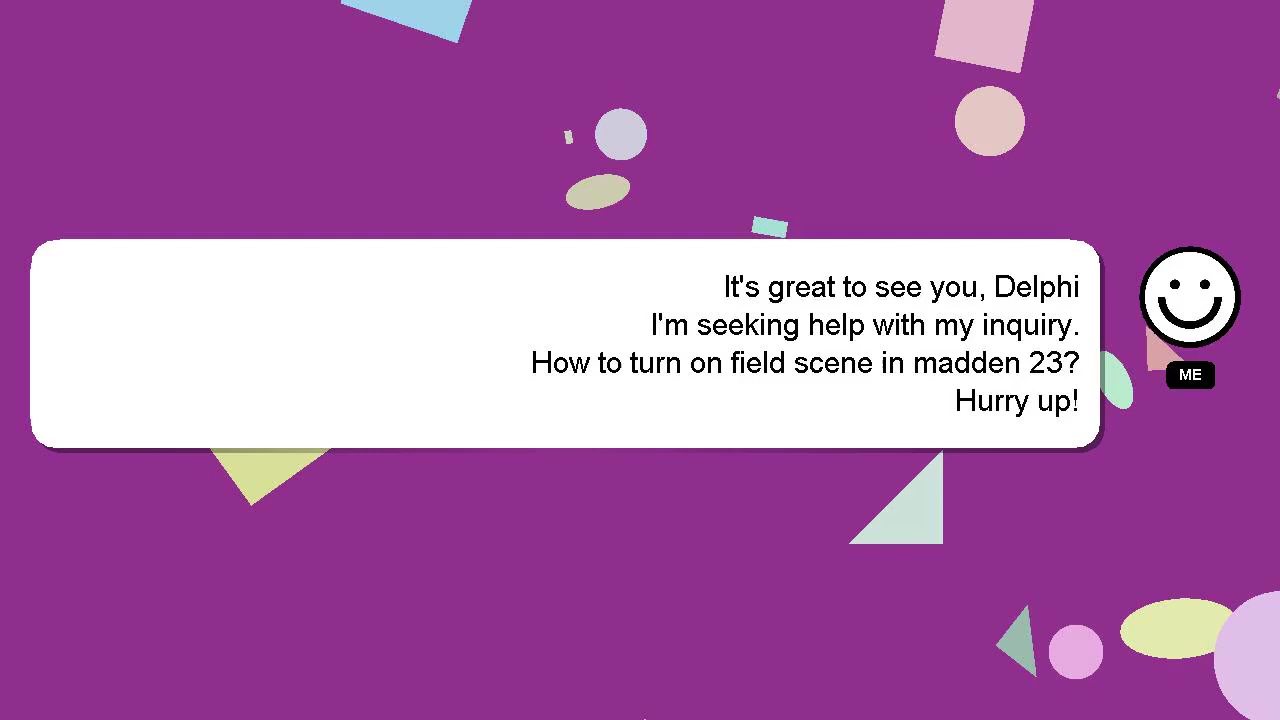 It's great to see you, Delphi
I'm seeking help with my inquiry.
How to turn on field scene in madden 23?
Hurry up!
ME